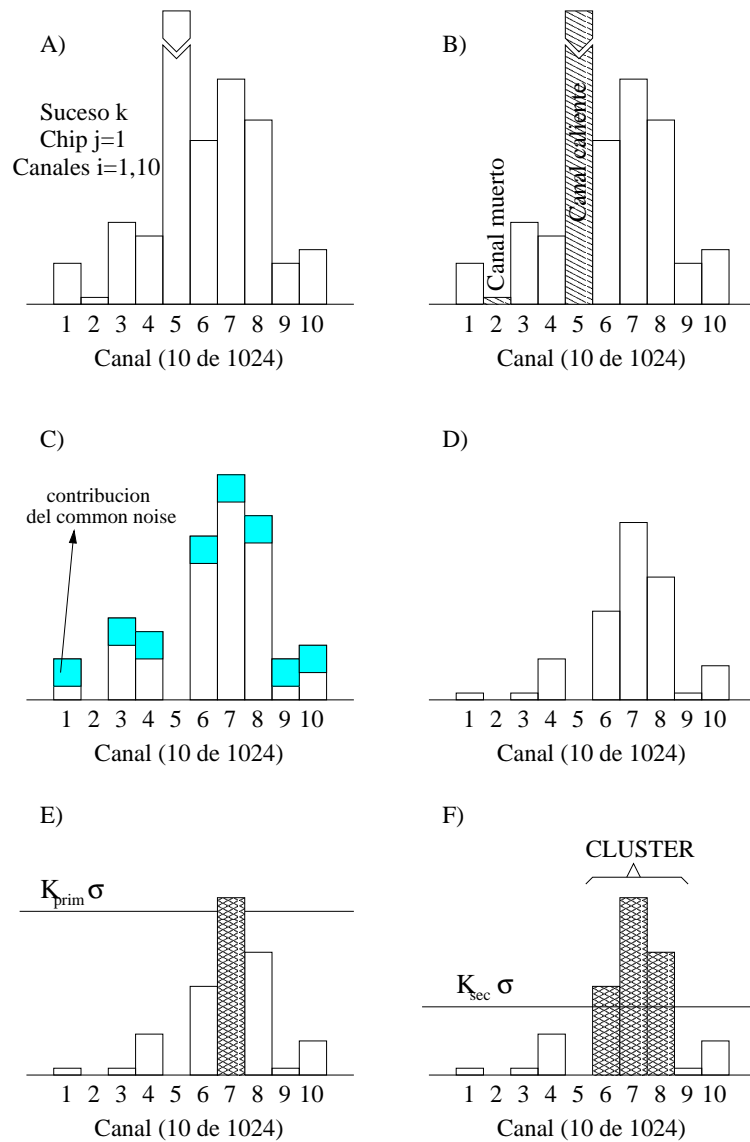 A)
Suceso k
Chip j=1
Canales i=1,10
1 2 3 4 5 6 7 8 9 10
Canal (10 de 1024)
B)
Canal muerto
Canal caliente
1 2 3 4 5 6 7 8 9 10
Canal (10 de 1024)
C)
contribucion
del common noise
1 2 3 4 5 6 7 8 9 10
Canal (10 de 1024)
D)
1 2 3 4 5 6 7 8 9 10
Canal (10 de 1024)
E)
Kprim σ
1 2 3 4 5 6 7 8 9 10
Canal (10 de 1024)
F)
CLUSTER
Ksec σ
1 2 3 4 5 6 7 8 9 10
Canal (10 de 1024)